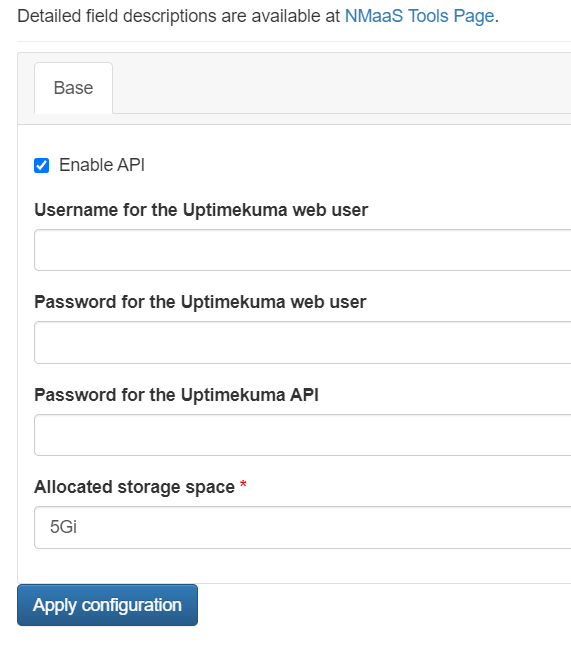 Detailed field descriptions are available at NMaaS Tools Page.
Base
Enable API
Username for the Uptimekuma web user
Password for the Uptimekuma web user
Password for the Uptimekuma API
Allocated storage space *
5Gi
Apply configuration